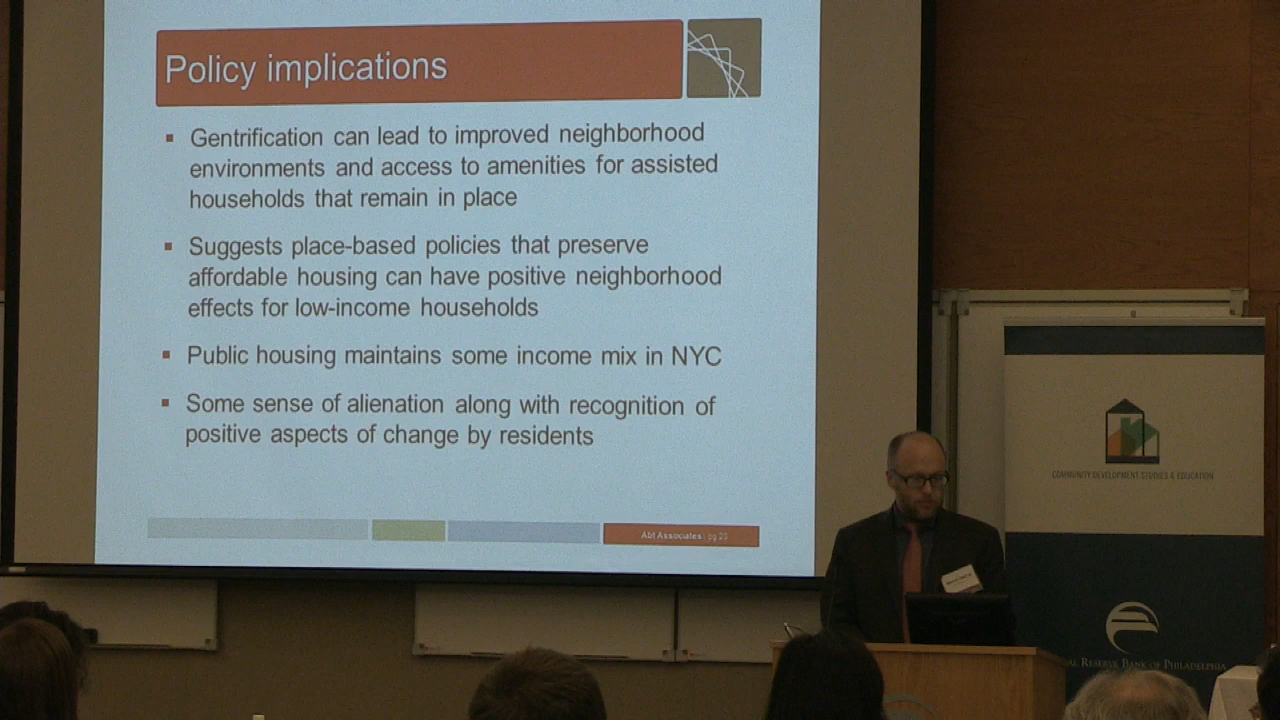 Policy implications
Gentrification can lead to improved neighborhood
environments and access to amenities for assisted
households that remain in place
Suggests place-based policies that preserve
affordable housing can have positive neighborhood
effects for low-income households
Public housing maintains some income mix in NYC
Some sense of alienation along with recognition of
positive aspects of change by residents
Abt Associates | pg 23
COMMUNITY DEVELOPMENT STUDIES & EDUCATION
RESERVE BANK OF PHILADELPHIA